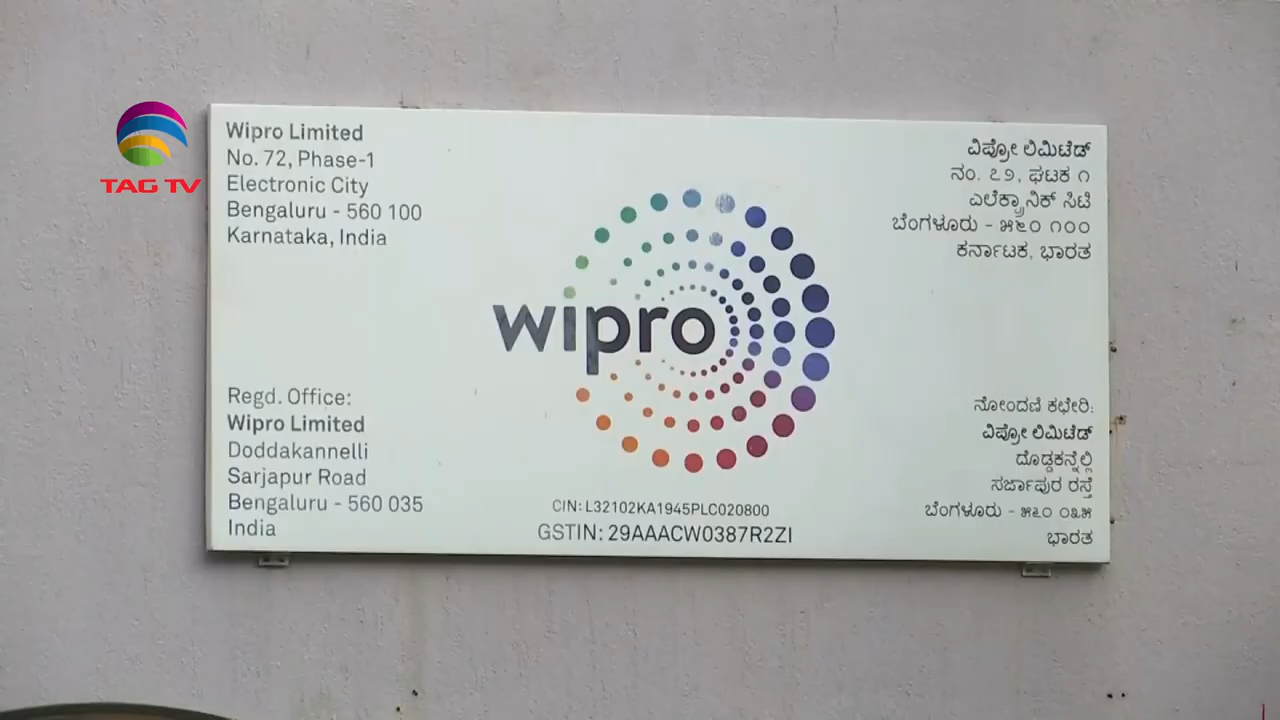 TAG TV
Wipro Limited
No. 72, Phase-1
Electronic City
Bengaluru - 560 100
Karnataka, India
ವಿಪ್ರೋ ಲಿಮಿಟೆಡ್
ನಂ. ೭೨, ಘಟಕ ೧
ಎಲೆಕ್ಟ್ರಾನಿಕ್ ಸಿಟಿ
ಬೆಂಗಳೂರು - ೫೬೦ ೧೦೦
ಕರ್ನಾಟಕ, ಭಾರತ
wipro
Regd. Office:
Wipro Limited
Doddakannelli
Sarjapur Road
Bengaluru - 560 035
India
CIN: L32102KA1945PLC020800
GSTIN: 29AAACW0387R2ZI
ನೋಂದಣಿ ಕಛೇರಿ:
ವಿಪ್ರೋ ಲಿಮಿಟೆಡ್
ದೊಡ್ಡಕನ್ನೆಲ್ಲಿ
ಸರ್ಜಾಪುರ ರಸ್ತೆ
ಬೆಂಗಳೂರು - ೫೬೦ ೦೩೫
ಭಾರತ